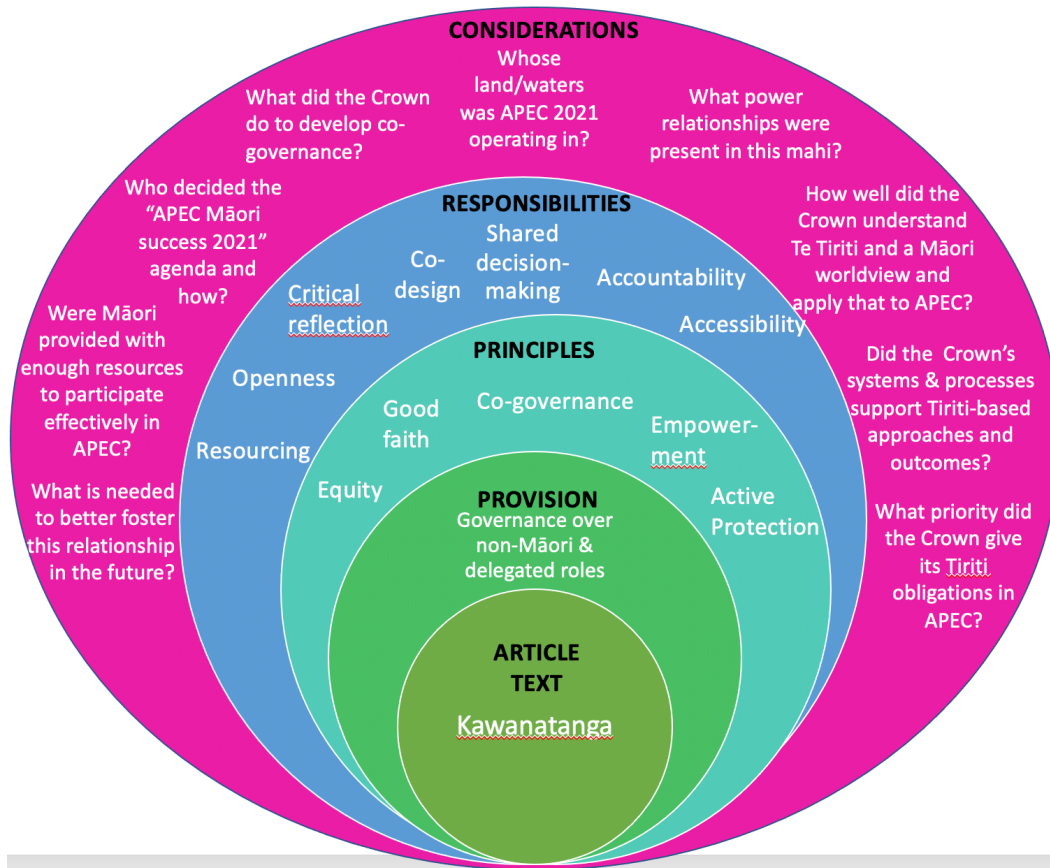 CONSIDERATIONS
Whose
land/waters
was APEC 2021
operating in?
What did the Crown
do to develop co-
governance?
What power
relationships were
present in this mahi?
Who decided the
“APEC Māori
success 2021”
agenda and
how?
How well did the
Crown understand
Te Tiriti and a Māori
worldview and
apply that to APEC?
Were Māori
provided with
enough resources
to participate
effectively in
APEC?
Did the Crown’s
systems & processes
support Tiriti-based
approaches and
outcomes?
What is needed
to better foster
this relationship
in the future?
What priority did
the Crown give
its Tiriti
obligations in
APEC?
RESPONSIBILITIES
Shared
decision-
making
Co-
design
Accountability
Critical
reflection
Accessibility
Openness
Resourcing
PRINCIPLES
Co-governance
Good
faith
Empower-
ment
Equity
Active
Protection
PROVISION
Governance over
non-Māori &
delegated roles
ARTICLE
TEXT
Kawanatanga